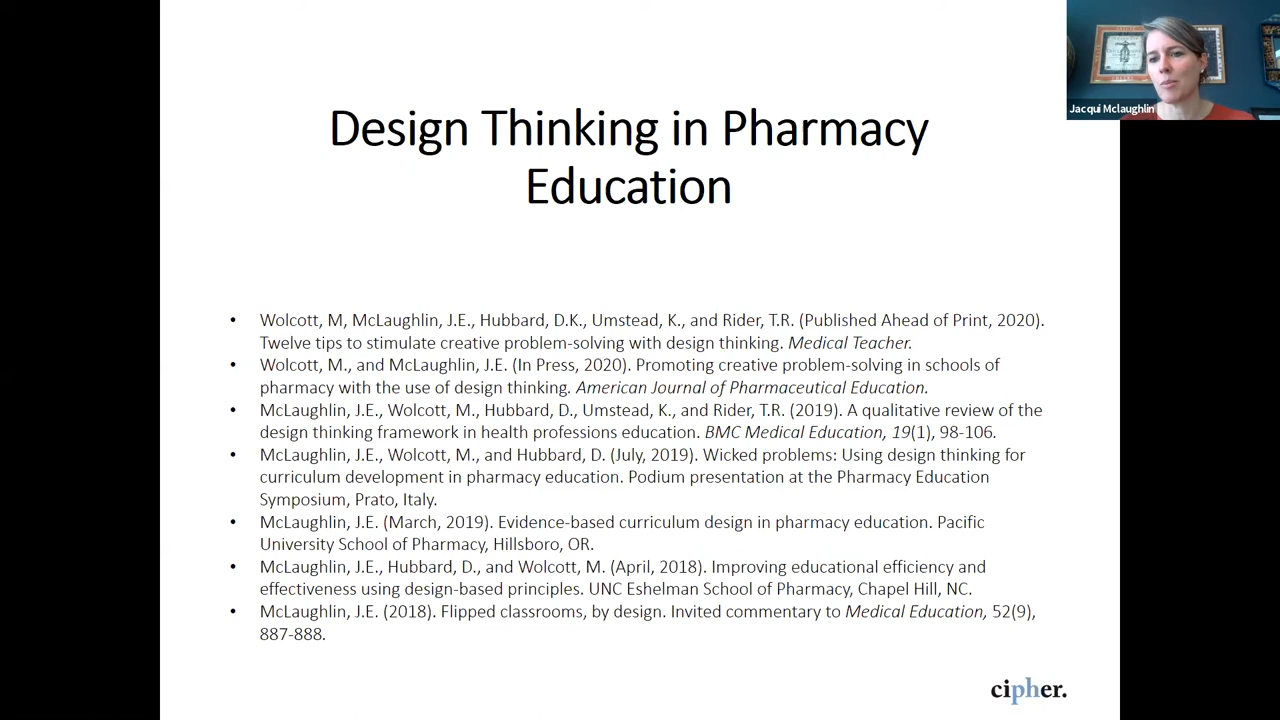 Jacqui Mclaughlin
Design Thinking in Pharmacy
Education
• Wolcott, M, McLaughlin, J.E., Hubbard, D.K., Umstead, K., and Rider, T.R. (Published Ahead of Print, 2020).
Twelve tips to stimulate creative problem-solving with design thinking. Medical Teacher.
• Wolcott, M., and McLaughlin, J.E. (In Press, 2020). Promoting creative problem-solving in schools of
pharmacy with the use of design thinking. American Journal of Pharmaceutical Education.
• McLaughlin, J.E., Wolcott, M., Hubbard, D., Umstead, K., and Rider, T.R. (2019). A qualitative review of the
design thinking framework in health professions education. BMC Medical Education, 19(1), 98-106.
• McLaughlin, J.E., Wolcott, M., and Hubbard, D. (July, 2019). Wicked problems: Using design thinking for
curriculum development in pharmacy education. Podium presentation at the Pharmacy Education
Symposium, Prato, Italy.
• McLaughlin, J.E. (March, 2019). Evidence-based curriculum design in pharmacy education. Pacific
University School of Pharmacy, Hillsboro, OR.
• McLaughlin, J.E., Hubbard, D., and Wolcott, M. (April, 2018). Improving educational efficiency and
effectiveness using design-based principles. UNC Eshelman School of Pharmacy, Chapel Hill, NC.
• McLaughlin, J.E. (2018). Flipped classrooms, by design. Invited commentary to Medical Education, 52(9),
887-888.
cipher.